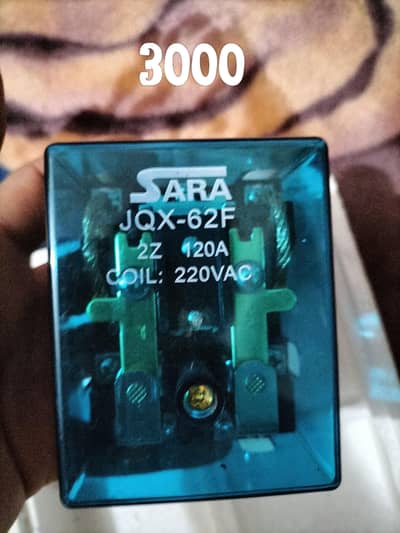 3000
SARA
JQX-62F
2Z 120A
COIL: 220VAC